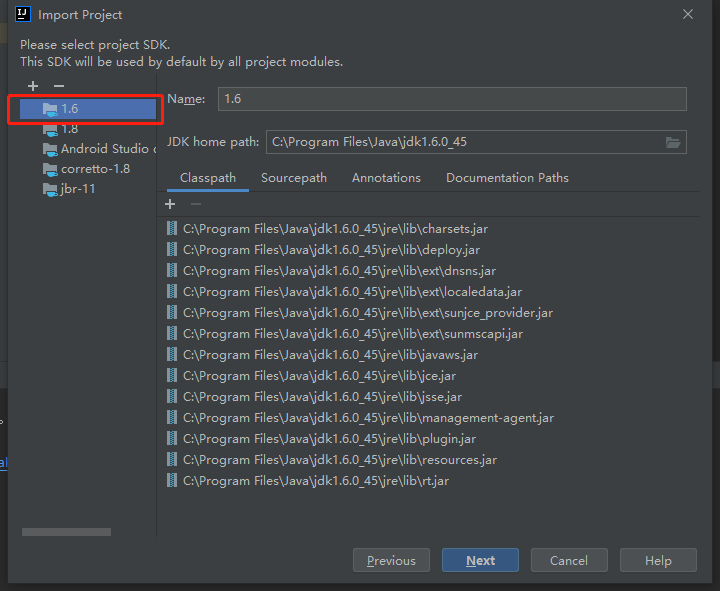 Import Project
Please select project SDK.
This SDK will be used by default by all project modules.
1.6
1.8
Android Studio
corretto-1.8
jbr-11
Name: 1.6
JDK home path: C:\Program Files\Java\jdk1.6.0_45
Classpath Sourcepath Annotations Documentation Paths
C:\Program Files\Java\jdk1.6.0_45\jre\lib\charsets.jar
C:\Program Files\Java\jdk1.6.0_45\jre\lib\deploy.jar
C:\Program Files\Java\jdk1.6.0_45\jre\lib\ext\dnsns.jar
C:\Program Files\Java\jdk1.6.0_45\jre\lib\ext\localedata.jar
C:\Program Files\Java\jdk1.6.0_45\jre\lib\ext\sunjce_provider.jar
C:\Program Files\Java\jdk1.6.0_45\jre\lib\ext\sunmscapi.jar
C:\Program Files\Java\jdk1.6.0_45\jre\lib\javaws.jar
C:\Program Files\Java\jdk1.6.0_45\jre\lib\jce.jar
C:\Program Files\Java\jdk1.6.0_45\jre\lib\jsse.jar
C:\Program Files\Java\jdk1.6.0_45\jre\lib\management-agent.jar
C:\Program Files\Java\jdk1.6.0_45\jre\lib\plugin.jar
C:\Program Files\Java\jdk1.6.0_45\jre\lib\resources.jar
C:\Program Files\Java\jdk1.6.0_45\jre\lib\rt.jar
Previous Next Cancel Help